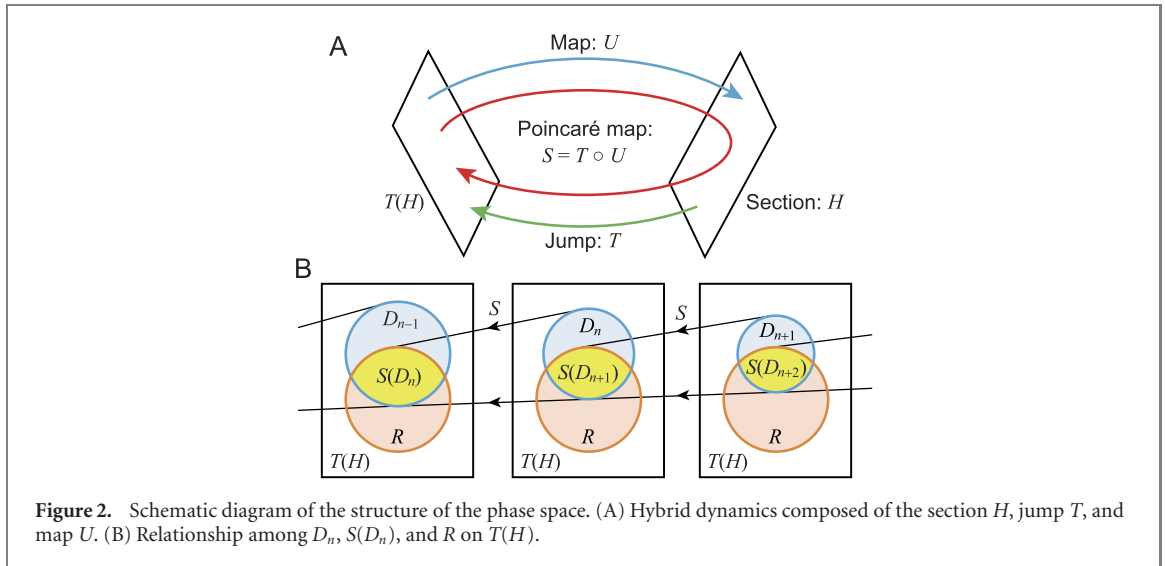 A
Map: U
Poincaré map:
S = T ∘ U
T(H)
Section: H
Jump: T
B
S
S
Dₙ₋₁
Dₙ
Dₙ₊₁
S(Dₙ)
S(Dₙ₊₁)
S(Dₙ₊₂)
R
R
R
T(H)
T(H)
T(H)
Figure 2. Schematic diagram of the structure of the phase space. (A) Hybrid dynamics composed of the section H, jump T, and
map U. (B) Relationship among Dₙ, S(Dₙ), and R on T(H).